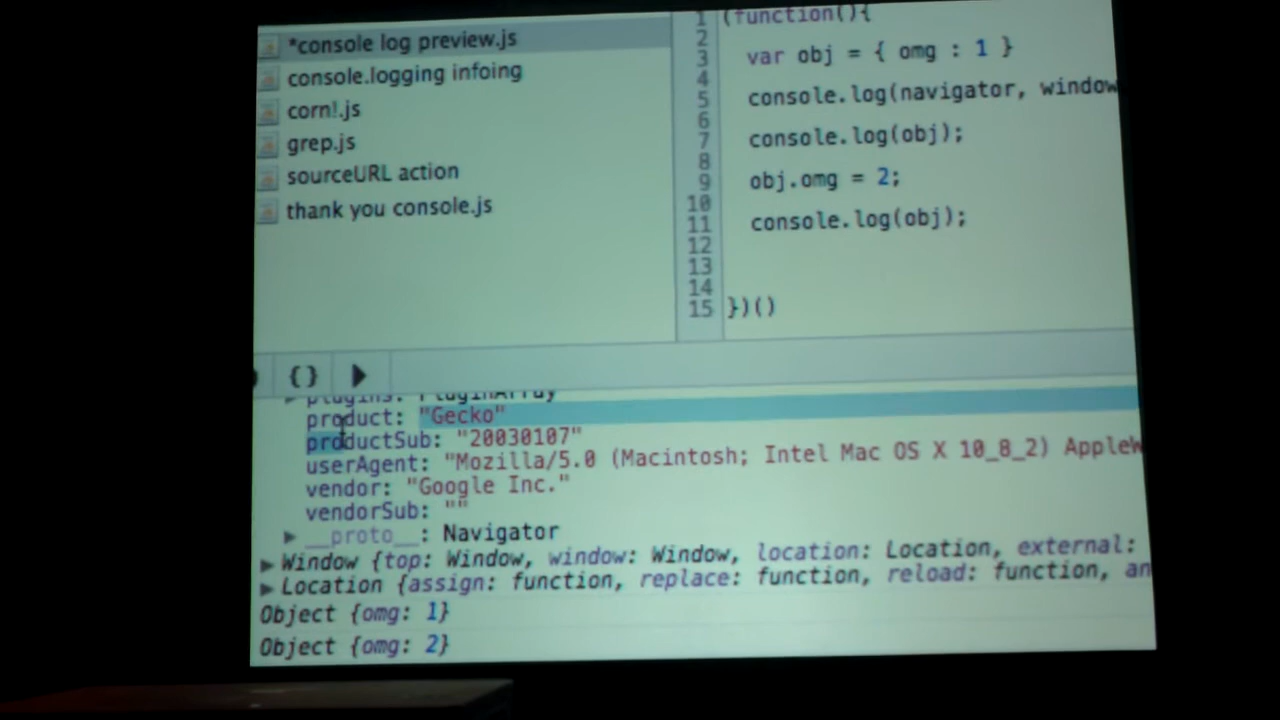 *console log preview.js
console.logging infoing
corn!.js
grep.js
sourceURL action
thank you console.js
1 (function(){
2
3 var obj = { omg : 1 }
4
5 console.log(navigator, window
6
7 console.log(obj);
8
9 obj.omg = 2;
10
11 console.log(obj);
12
13
14
15 })()
{}
plugins: PluginArray
product: "Gecko"
productSub: "20030107"
userAgent: "Mozilla/5.0 (Macintosh; Intel Mac OS X 10_8_2) AppleW
vendor: "Google Inc."
vendorSub: ""
__proto__: Navigator
Window {top: Window, window: Window, location: Location, external:
Location {assign: function, replace: function, reload: function, an
Object {omg: 1}
Object {omg: 2}